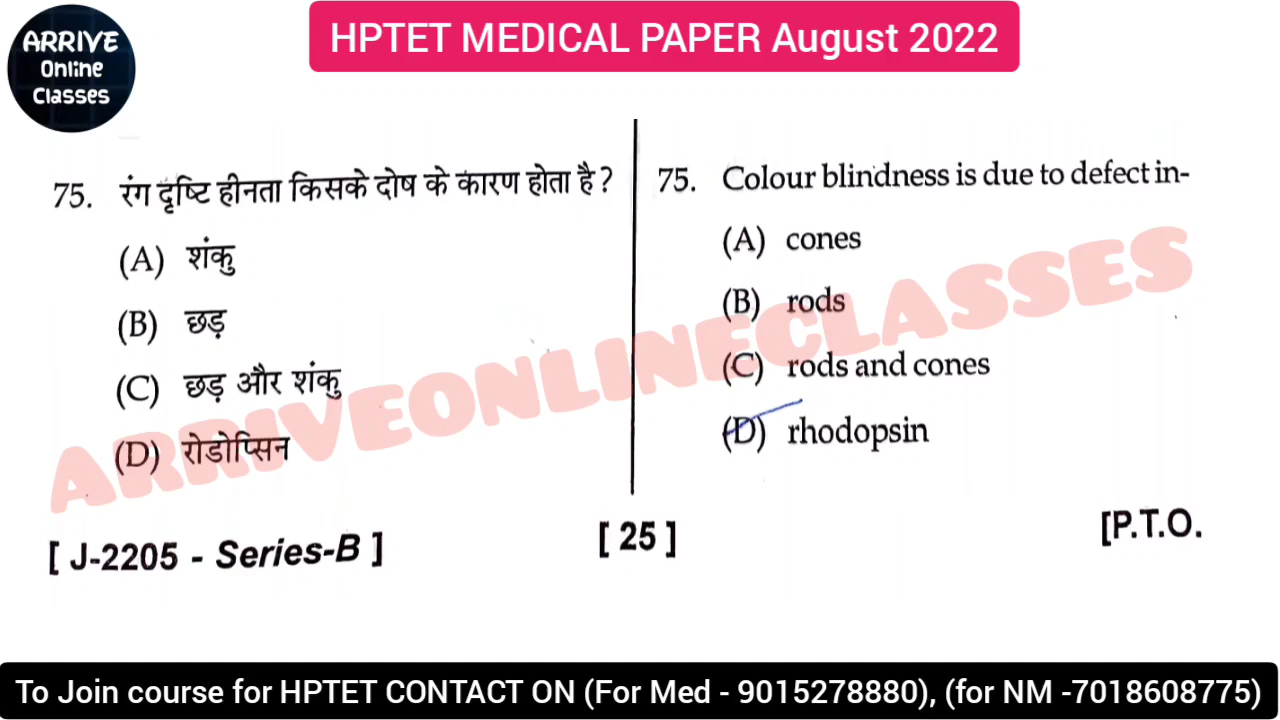 ARRIVE
Online
Classes
HPTET MEDICAL PAPER August 2022
75. रंग दृष्टि हीनता किसके दोष के कारण होता है ?
(A) शंकु
(B) छड़
(C) छड़ और शंकु
(D) रोडोप्सिन
75. Colour blindness is due to defect in-
(A) cones
(B) rods
(C) rods and cones
(D) rhodopsin
ARRIVEONLINECLASSES
[ J-2205 - Series-B ]
[ 25 ]
[P.T.O.
To Join course for HPTET CONTACT ON (For Med - 9015278880), (for NM -7018608775)